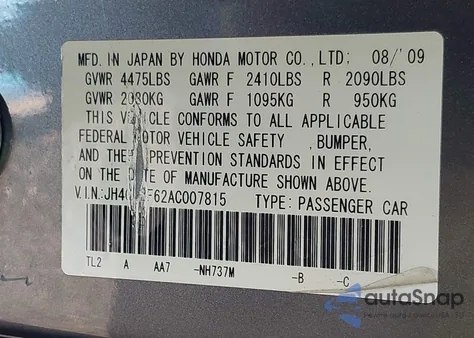 MFD. IN JAPAN BY HONDA MOTOR CO., LTD: 08/'09
GVWR 4475LBS GAWR F 2410LBS R 2090LBS
GVWR 2030KG GAWR F 1095KG R 950KG
THIS VEHICLE CONFORMS TO ALL APPLICABLE
FEDERAL MOTOR VEHICLE SAFETY , BUMPER,
AND PREVENTION STANDARDS IN EFFECT
ON THE DATE OF MANUFACTURE SHOWN ABOVE.
V.I.N: TYPE: PASSENGER CAR
TL2 A AA7 -NH737M -B -C
autoSnap